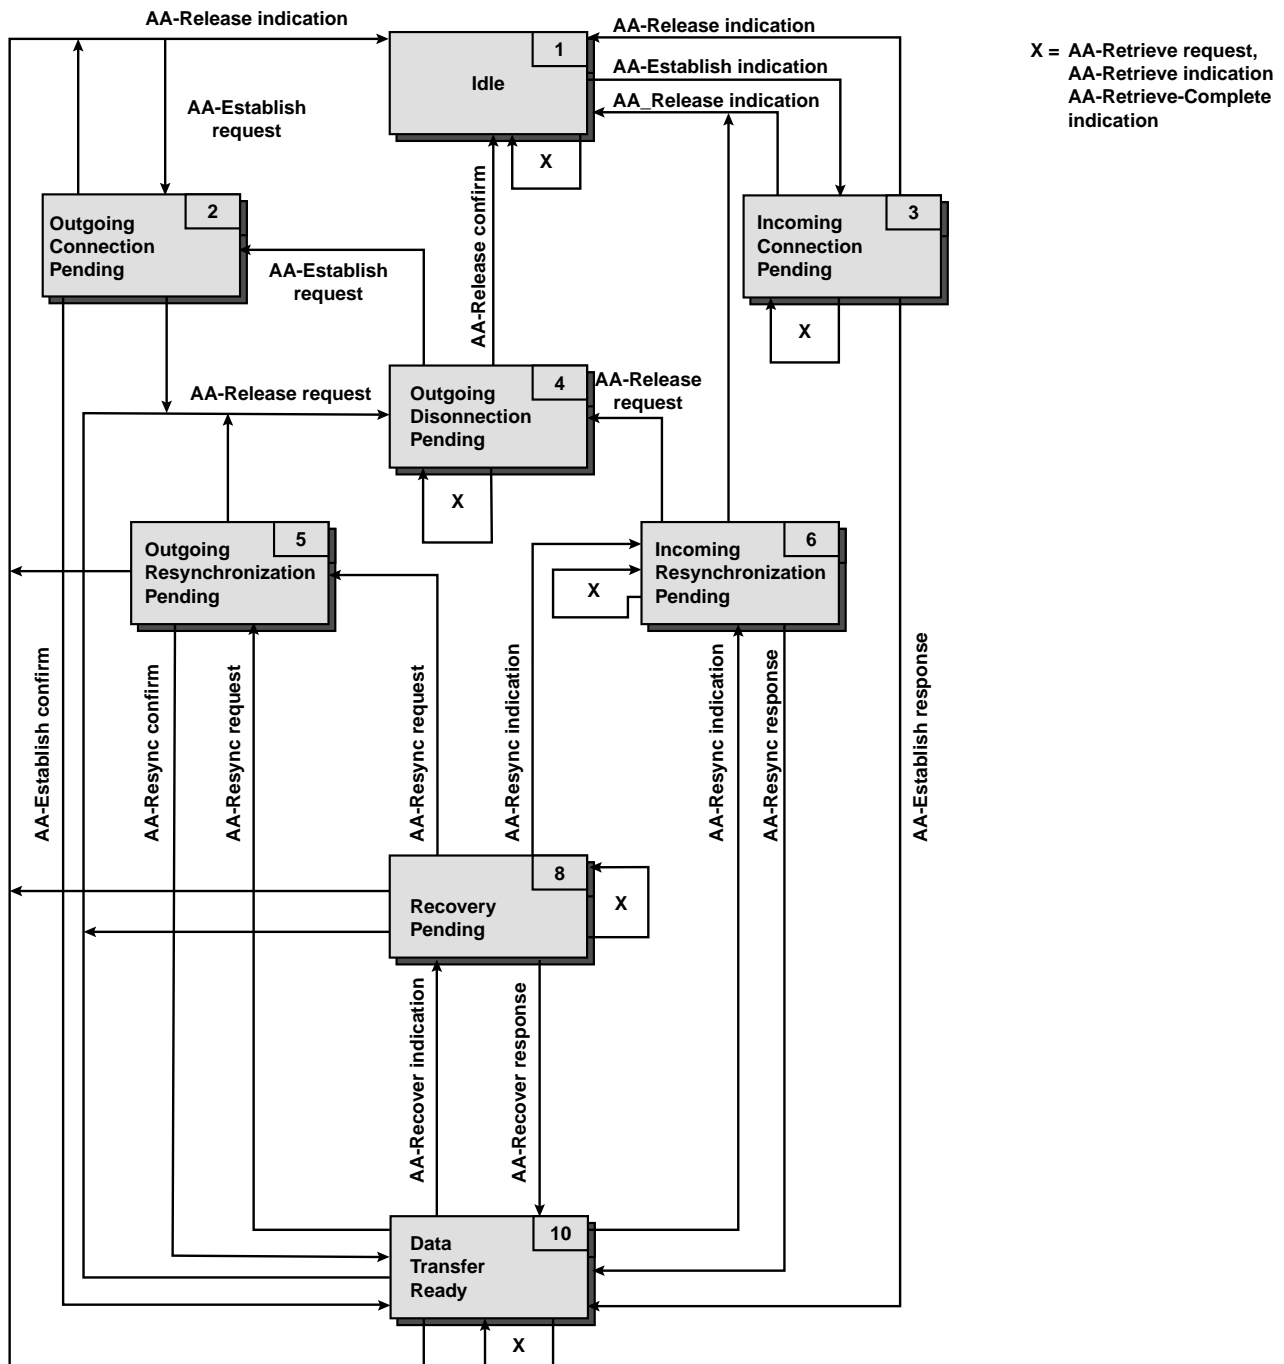 AA-Release indication
AA-Release indication
X = AA-Retrieve request,
AA-Retrieve indication
AA-Retrieve-Complete
indication
1
Idle
AA-Establish indication
AA_Release indication
AA-Establish
request
X
AA-Release confirm
2
Outgoing
Connection
Pending
3
Incoming
Connection
Pending
AA-Establish
request
X
AA-Release request
4
Outgoing
Disonnection
Pending
AA-Release
request
X
5
Outgoing
Resynchronization
Pending
6
Incoming
Resynchronization
Pending
X
AA-Establish confirm
AA-Resync confirm
AA-Resync request
AA-Resync request
AA-Resync indication
AA-Resync indication
AA-Resync response
AA-Establish response
8
Recovery
Pending
X
AA-Recover indication
AA-Recover response
10
Data
Transfer
Ready
X